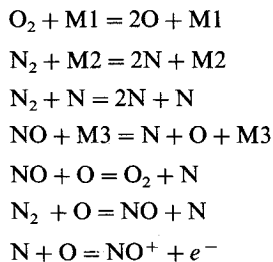 O₂ + M1 = 2O + M1
N₂ + M2 = 2N + M2
N₂ + N = 2N + N
NO + M3 = N + O + M3
NO + O = O₂ + N
N₂ + O = NO + N
N + O = NO⁺ + e⁻